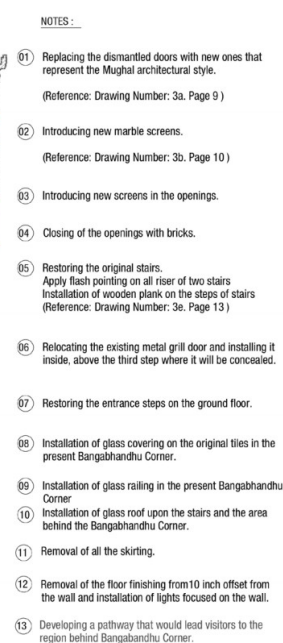 NOTES :
01 Replacing the dismantled doors with new ones that
represent the Mughal architectural style.
(Reference: Drawing Number: 3a. Page 9 )
02 Introducing new marble screens.
(Reference: Drawing Number: 3b. Page 10 )
03 Introducing new screens in the openings.
04 Closing of the openings with bricks.
05 Restoring the original stairs.
Apply flash pointing on all riser of two stairs
Installation of wooden plank on the steps of stairs
(Reference: Drawing Number: 3e. Page 13 )
06 Relocating the existing metal grill door and installing it
inside, above the third step where it will be concealed.
07 Restoring the entrance steps on the ground floor.
08 Installation of glass covering on the original tiles in the
present Bangabhandhu Corner.
09 Installation of glass railing in the present Bangabhandhu
Corner
10 Installation of glass roof upon the stairs and the area
behind the Bangabhandhu Corner.
11 Removal of all the skirting.
12 Removal of the floor finishing from10 inch offset from
the wall and installation of lights focused on the wall.
13 Developing a pathway that would lead visitors to the
region behind Bangabandhu Corner.